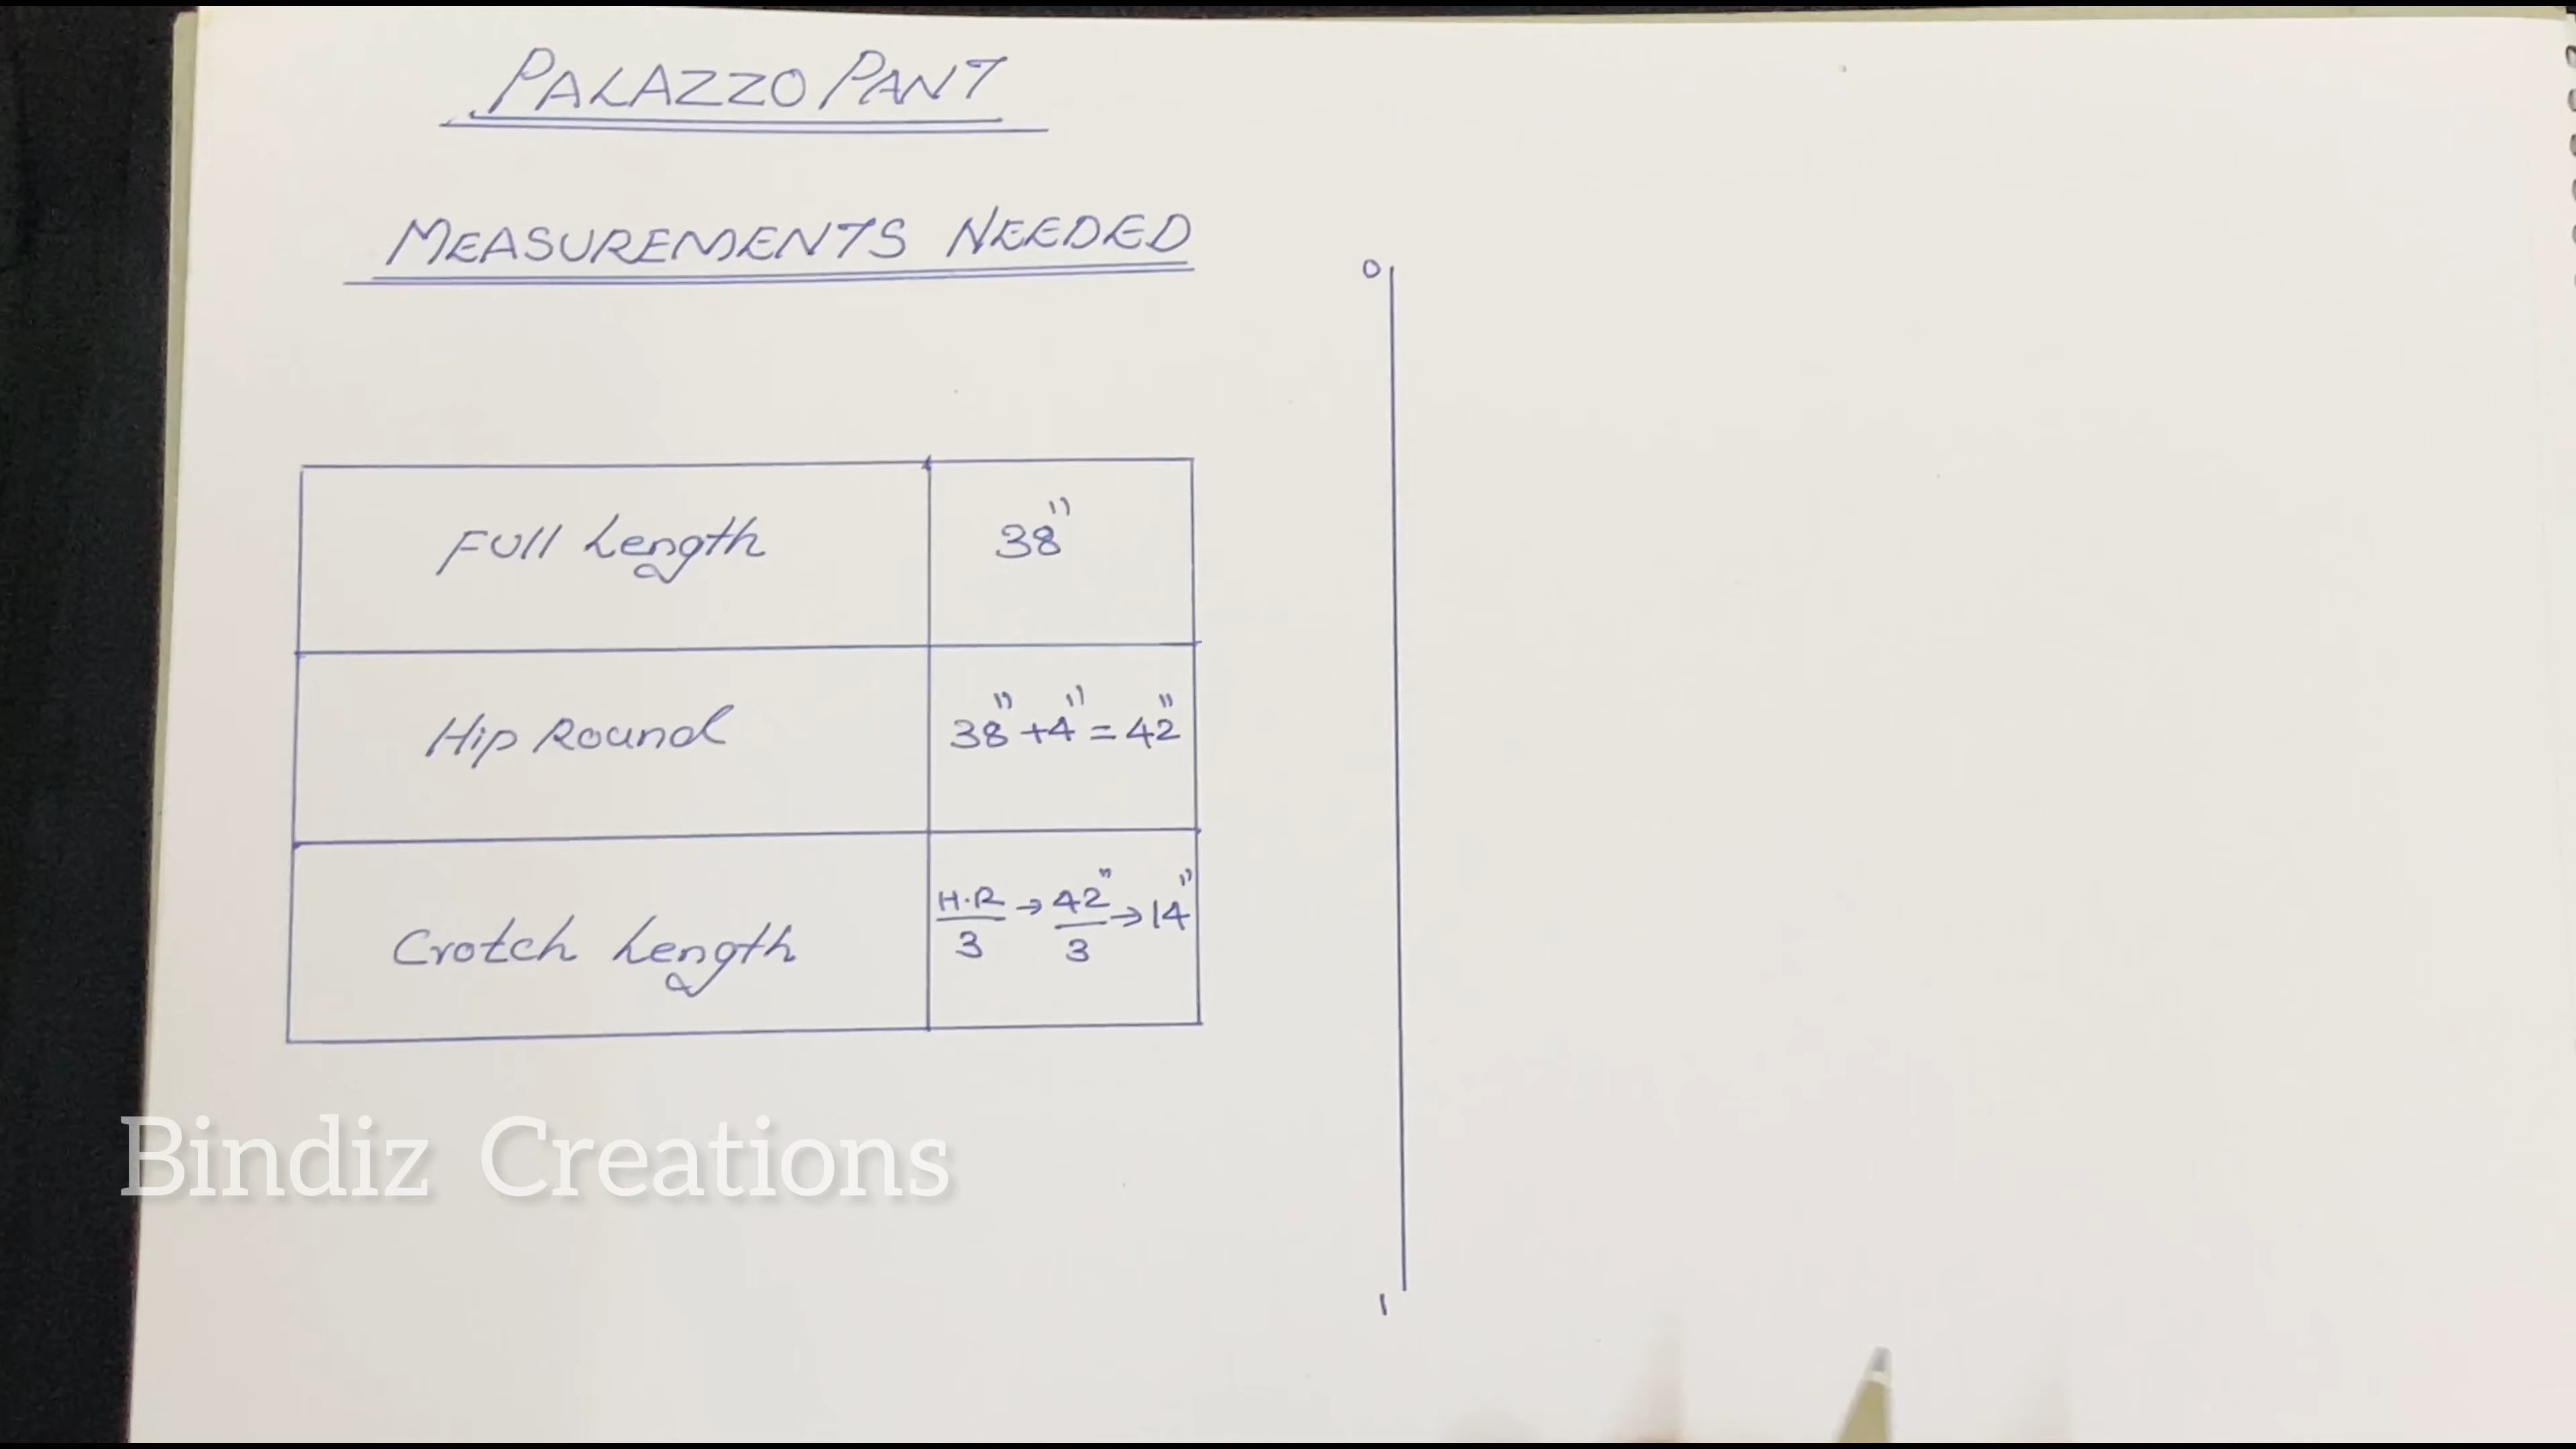 PALAZZO PANT
MEASUREMENTS NEEDED
Full Length 38"
Hip Round 38"+4"=42"
Crotch Length H.R/3 → 42"/3 → 14"
0
1
Bindiz Creations